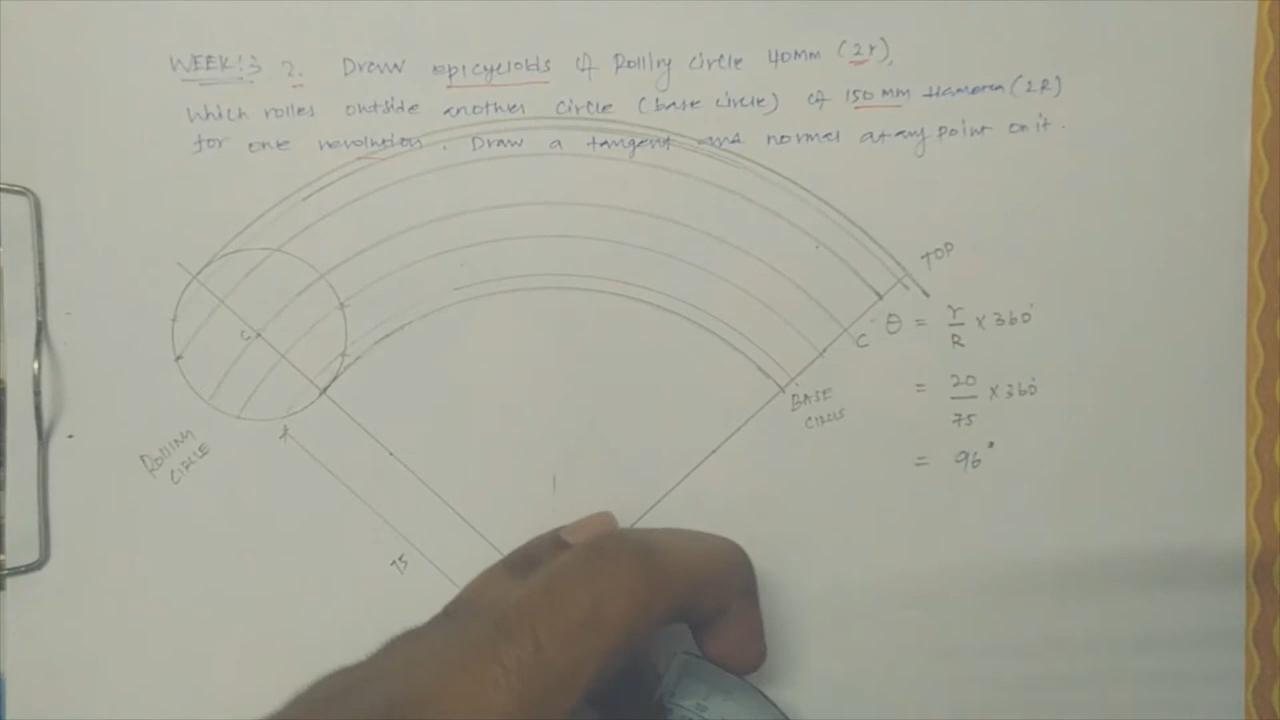 WEEK:3 2. Draw epicycloids of Rolling circle 40mm (2r),
which rolles outside another circle (base circle) of 150 mm diameter (2R)
for one revolution. Draw a tangent and normal at any point on it.
TOP
C
C
θ = r/R × 360°
= 20/75 × 360°
= 96°
BASE
CIRCLE
ROLLING
CIRCLE
75